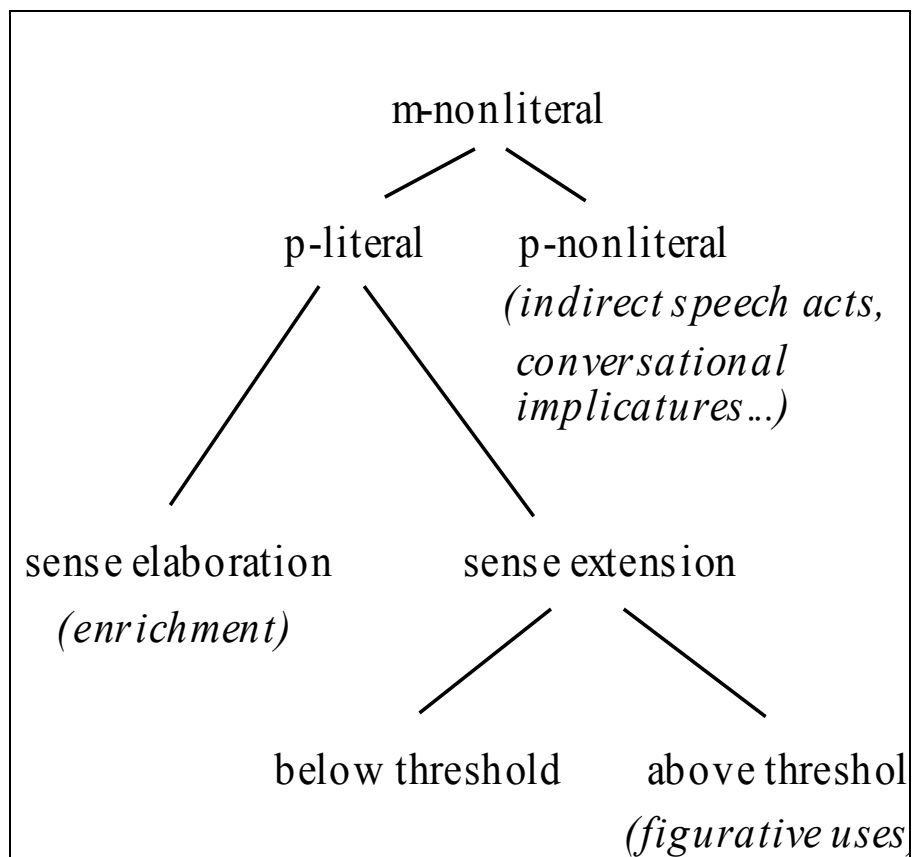 m-nonliteral
p-literal p-nonliteral
(indirect speech acts,
conversational
implicatures...)
sense elaboration sense extension
(enrichment)
below threshold above threshol
(figurative uses